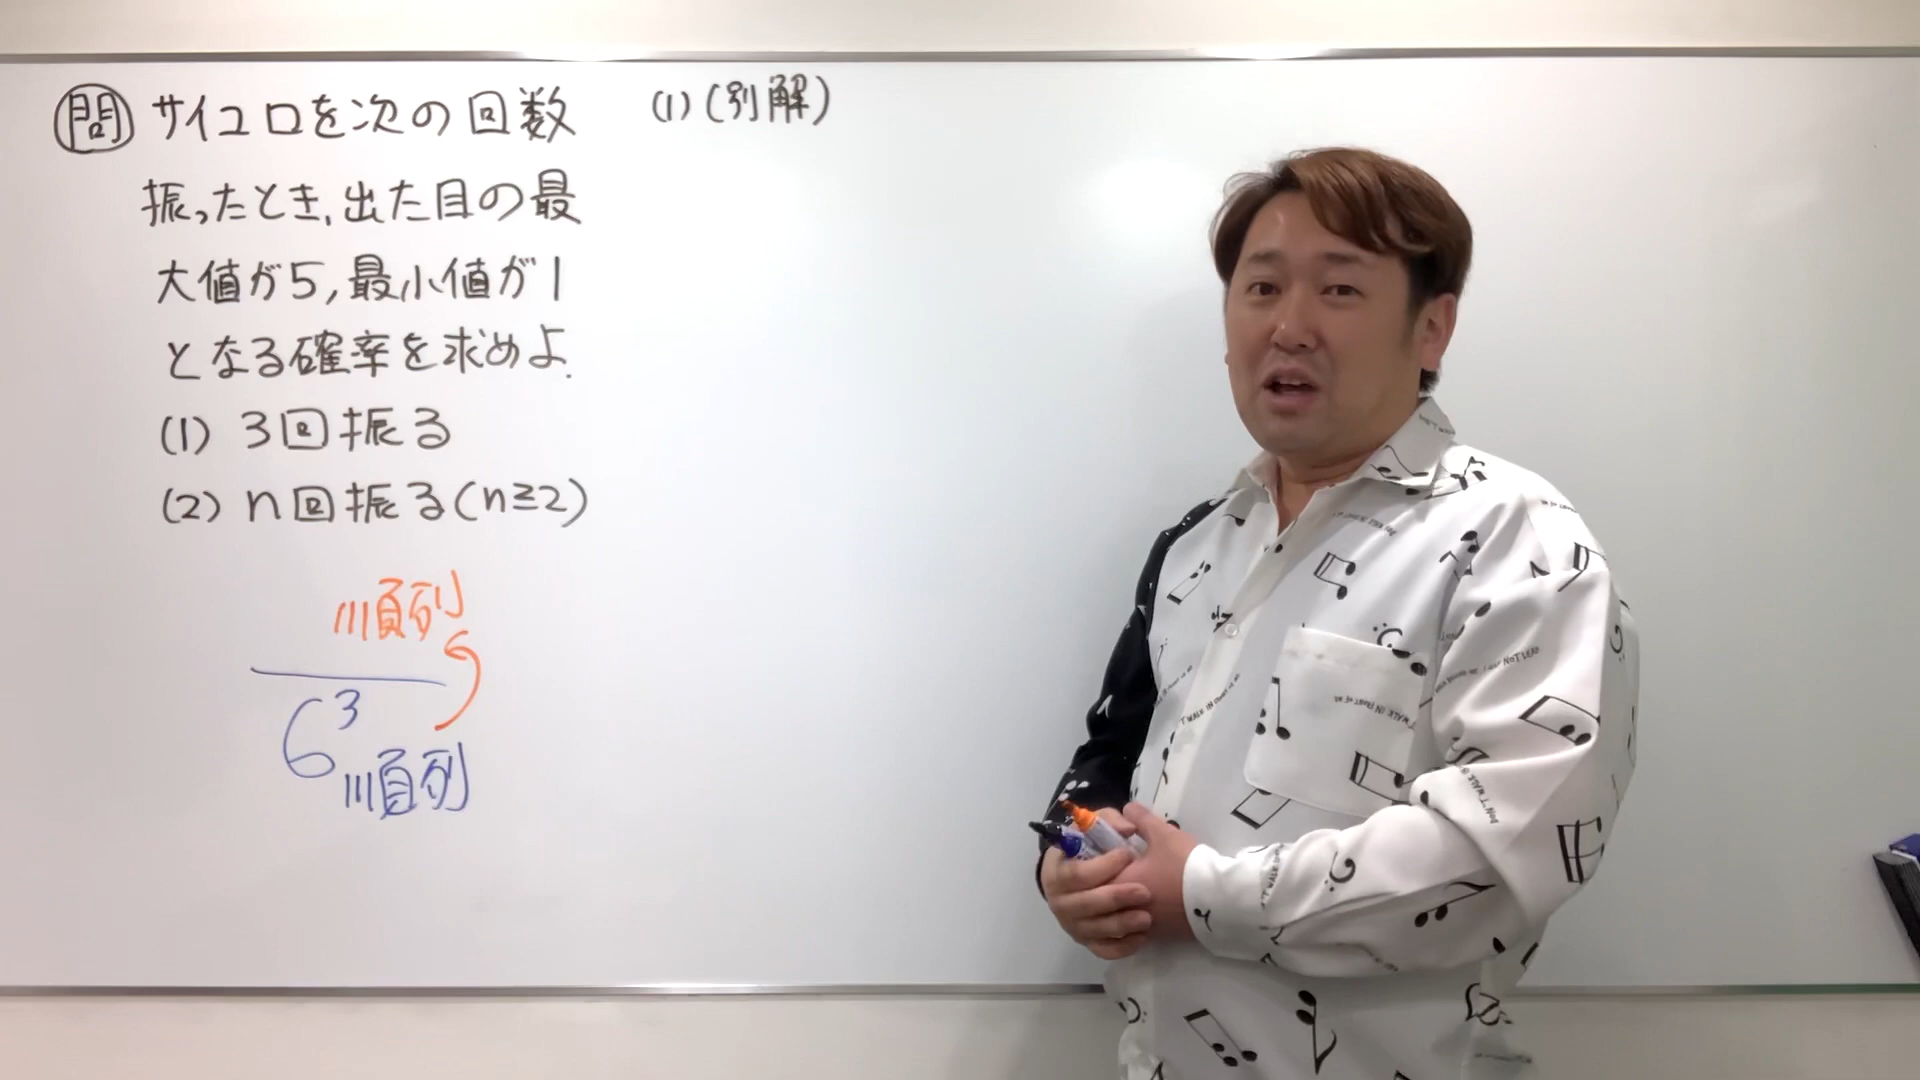 問 サイコロを次の回数
振ったとき、出た目の最
大値が5,最小値が1
となる確率を求めよ.
(1) 3回振る
(2) n回振る(n≧2)
順列
6³
順列
(1)(別解)